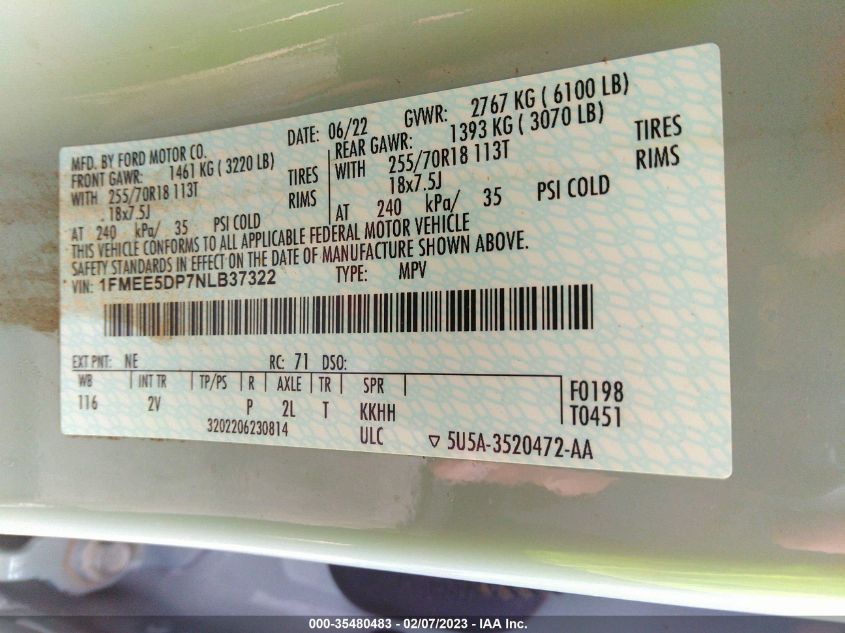 MFD. BY FORD MOTOR CO. DATE: 06/22 GVWR: 2767 KG ( 6100 LB)
FRONT GAWR: 1461 KG ( 3220 LB) REAR GAWR: 1393 KG ( 3070 LB)
WITH 255/70R18 113T TIRES WITH 255/70R18 113T TIRES
18x7.5J RIMS 18x7.5J RIMS
AT 240 kPa/ 35 PSI COLD AT 240 kPa/ 35 PSI COLD
THIS VEHICLE CONFORMS TO ALL APPLICABLE FEDERAL MOTOR VEHICLE
SAFETY STANDARDS IN EFFECT ON THE DATE OF MANUFACTURE SHOWN ABOVE.
VIN: 1FMEE5DP7NLB37322 TYPE: MPV
EXT PNT: NE RC: 71 DSO:
WB INT TR TP/PS R AXLE TR SPR
116 2V P 2L T KKHH
F0198
T0451
3202206230814 ULC ▽ 5U5A-3520472-AA
000-35480483 - 02/07/2023 - IAA Inc.